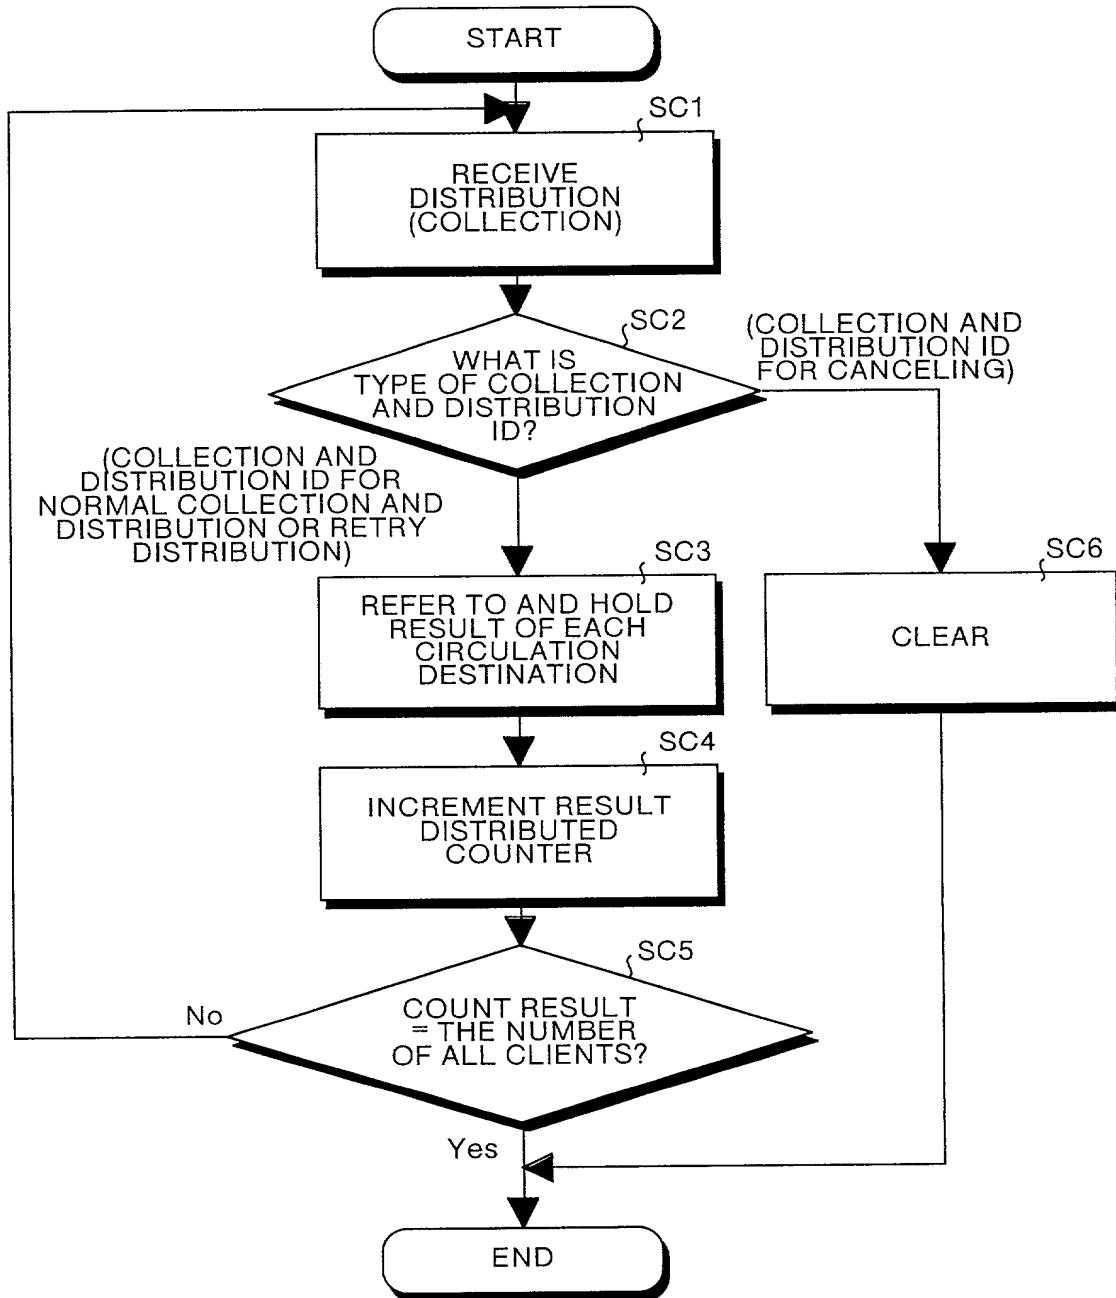 START
SC1
RECEIVE
DISTRIBUTION
(COLLECTION)
SC2
WHAT IS
TYPE OF COLLECTION
AND DISTRIBUTION
ID?
(COLLECTION AND
DISTRIBUTION ID
FOR CANCELING)
(COLLECTION AND
DISTRIBUTION ID FOR
NORMAL COLLECTION AND
DISTRIBUTION OR RETRY
DISTRIBUTION)
SC3
REFER TO AND HOLD
RESULT OF EACH
CIRCULATION
DESTINATION
SC6
CLEAR
SC4
INCREMENT RESULT
DISTRIBUTED
COUNTER
SC5
COUNT RESULT
= THE NUMBER
OF ALL CLIENTS?
No
Yes
END